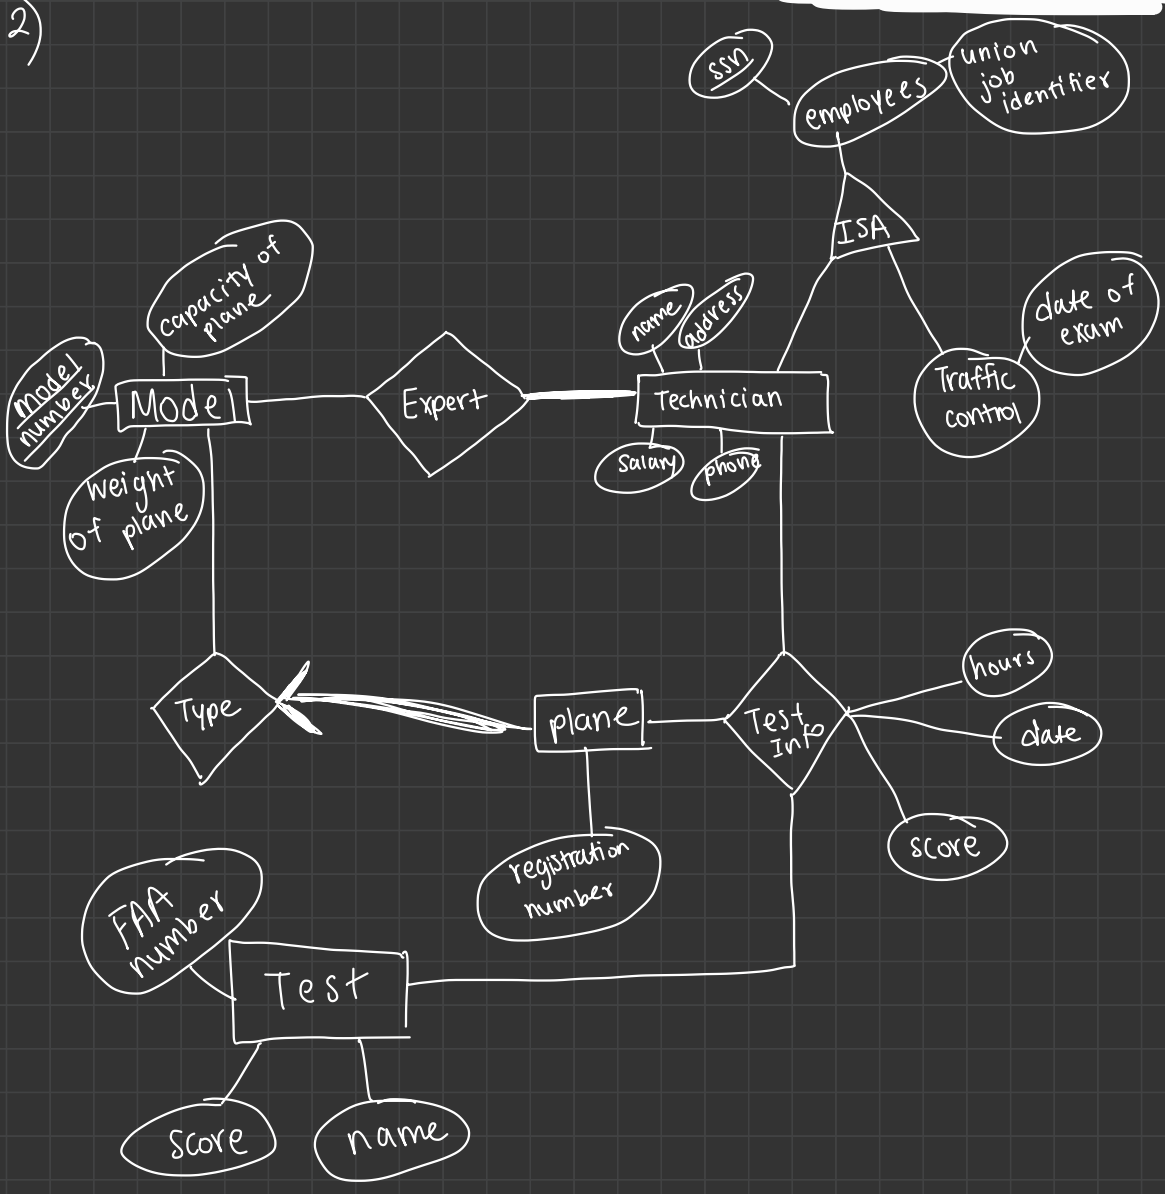 2)
ssn
employees
union
job
identifier
ISA
capacity of
plane
name
address
date of
exam
model
number
Model
Expert
Technician
Traffic
control
weight
of plane
salary
phone
hours
Type
plane
Test
Info
date
score
registration
number
FAA
number
Test
score
name